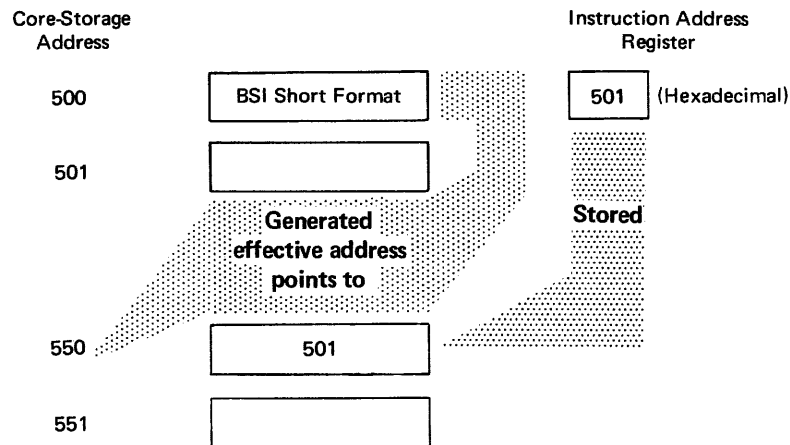 Core-Storage
Address
Instruction Address
Register
500
BSI Short Format
501
(Hexadecimal)
501
Generated
effective address
points to
Stored
550
501
551